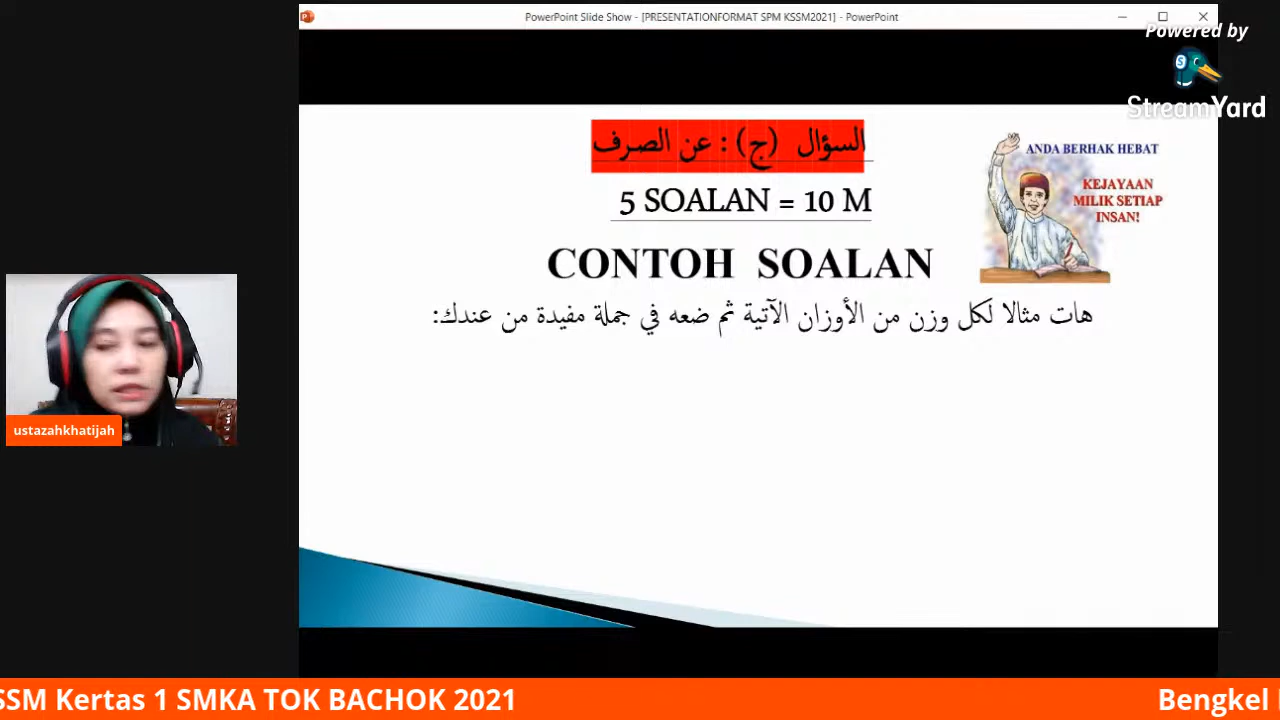 PowerPoint Slide Show - [PRESENTATIONFORMAT SPM KSSM2021] - PowerPoint
Powered by
StreamYard
السؤال (ج) : عن الصرف
5 SOALAN = 10 M
CONTOH SOALAN
ANDA BERHAK HEBAT
KEJAYAAN
MILIK SETIAP
INSAN!
هات مثالا لكل وزن من الأوزان الآتية ثم ضعه في جملة مفيدة من عندك:
ustazahkhatijah
SSM Kertas 1 SMKA TOK BACHOK 2021
Bengkel